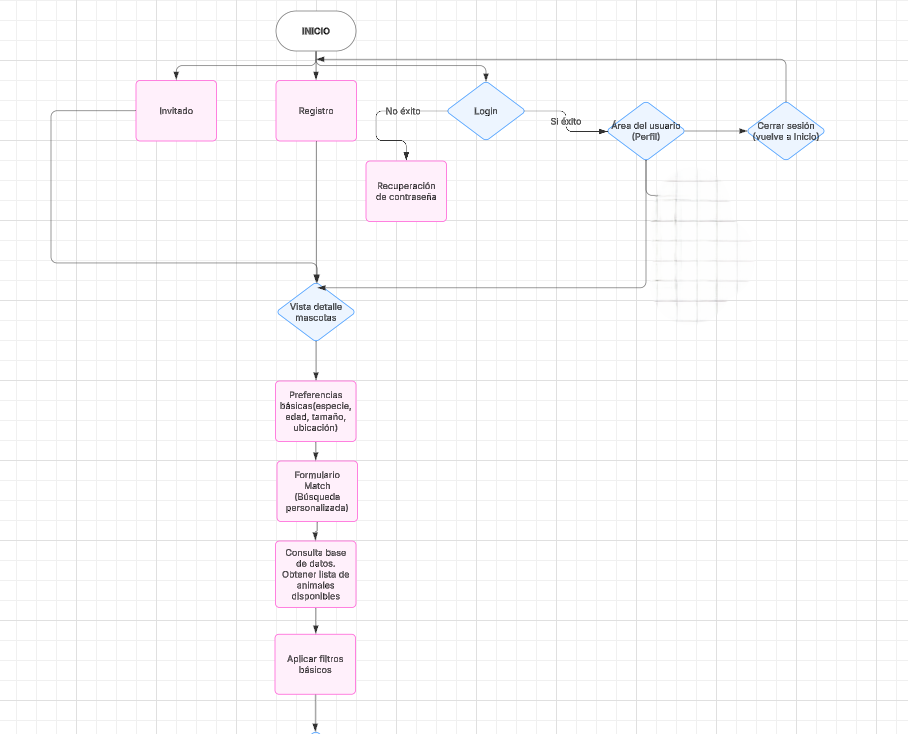 INICIO
Invitado
Registro
No éxito
Login
Si éxito
Área del usuario
(Perfil)
Cerrar sesión
(vuelve a Inicio)
Recuperación
de contraseña
Vista detalle
mascotas
Preferencias
básicas(especie,
edad, tamaño,
ubicación)
Formulario
Match
(Búsqueda
personalizada)
Consulta base
de datos.
Obtener lista de
animales
disponibles
Aplicar filtros
básicos